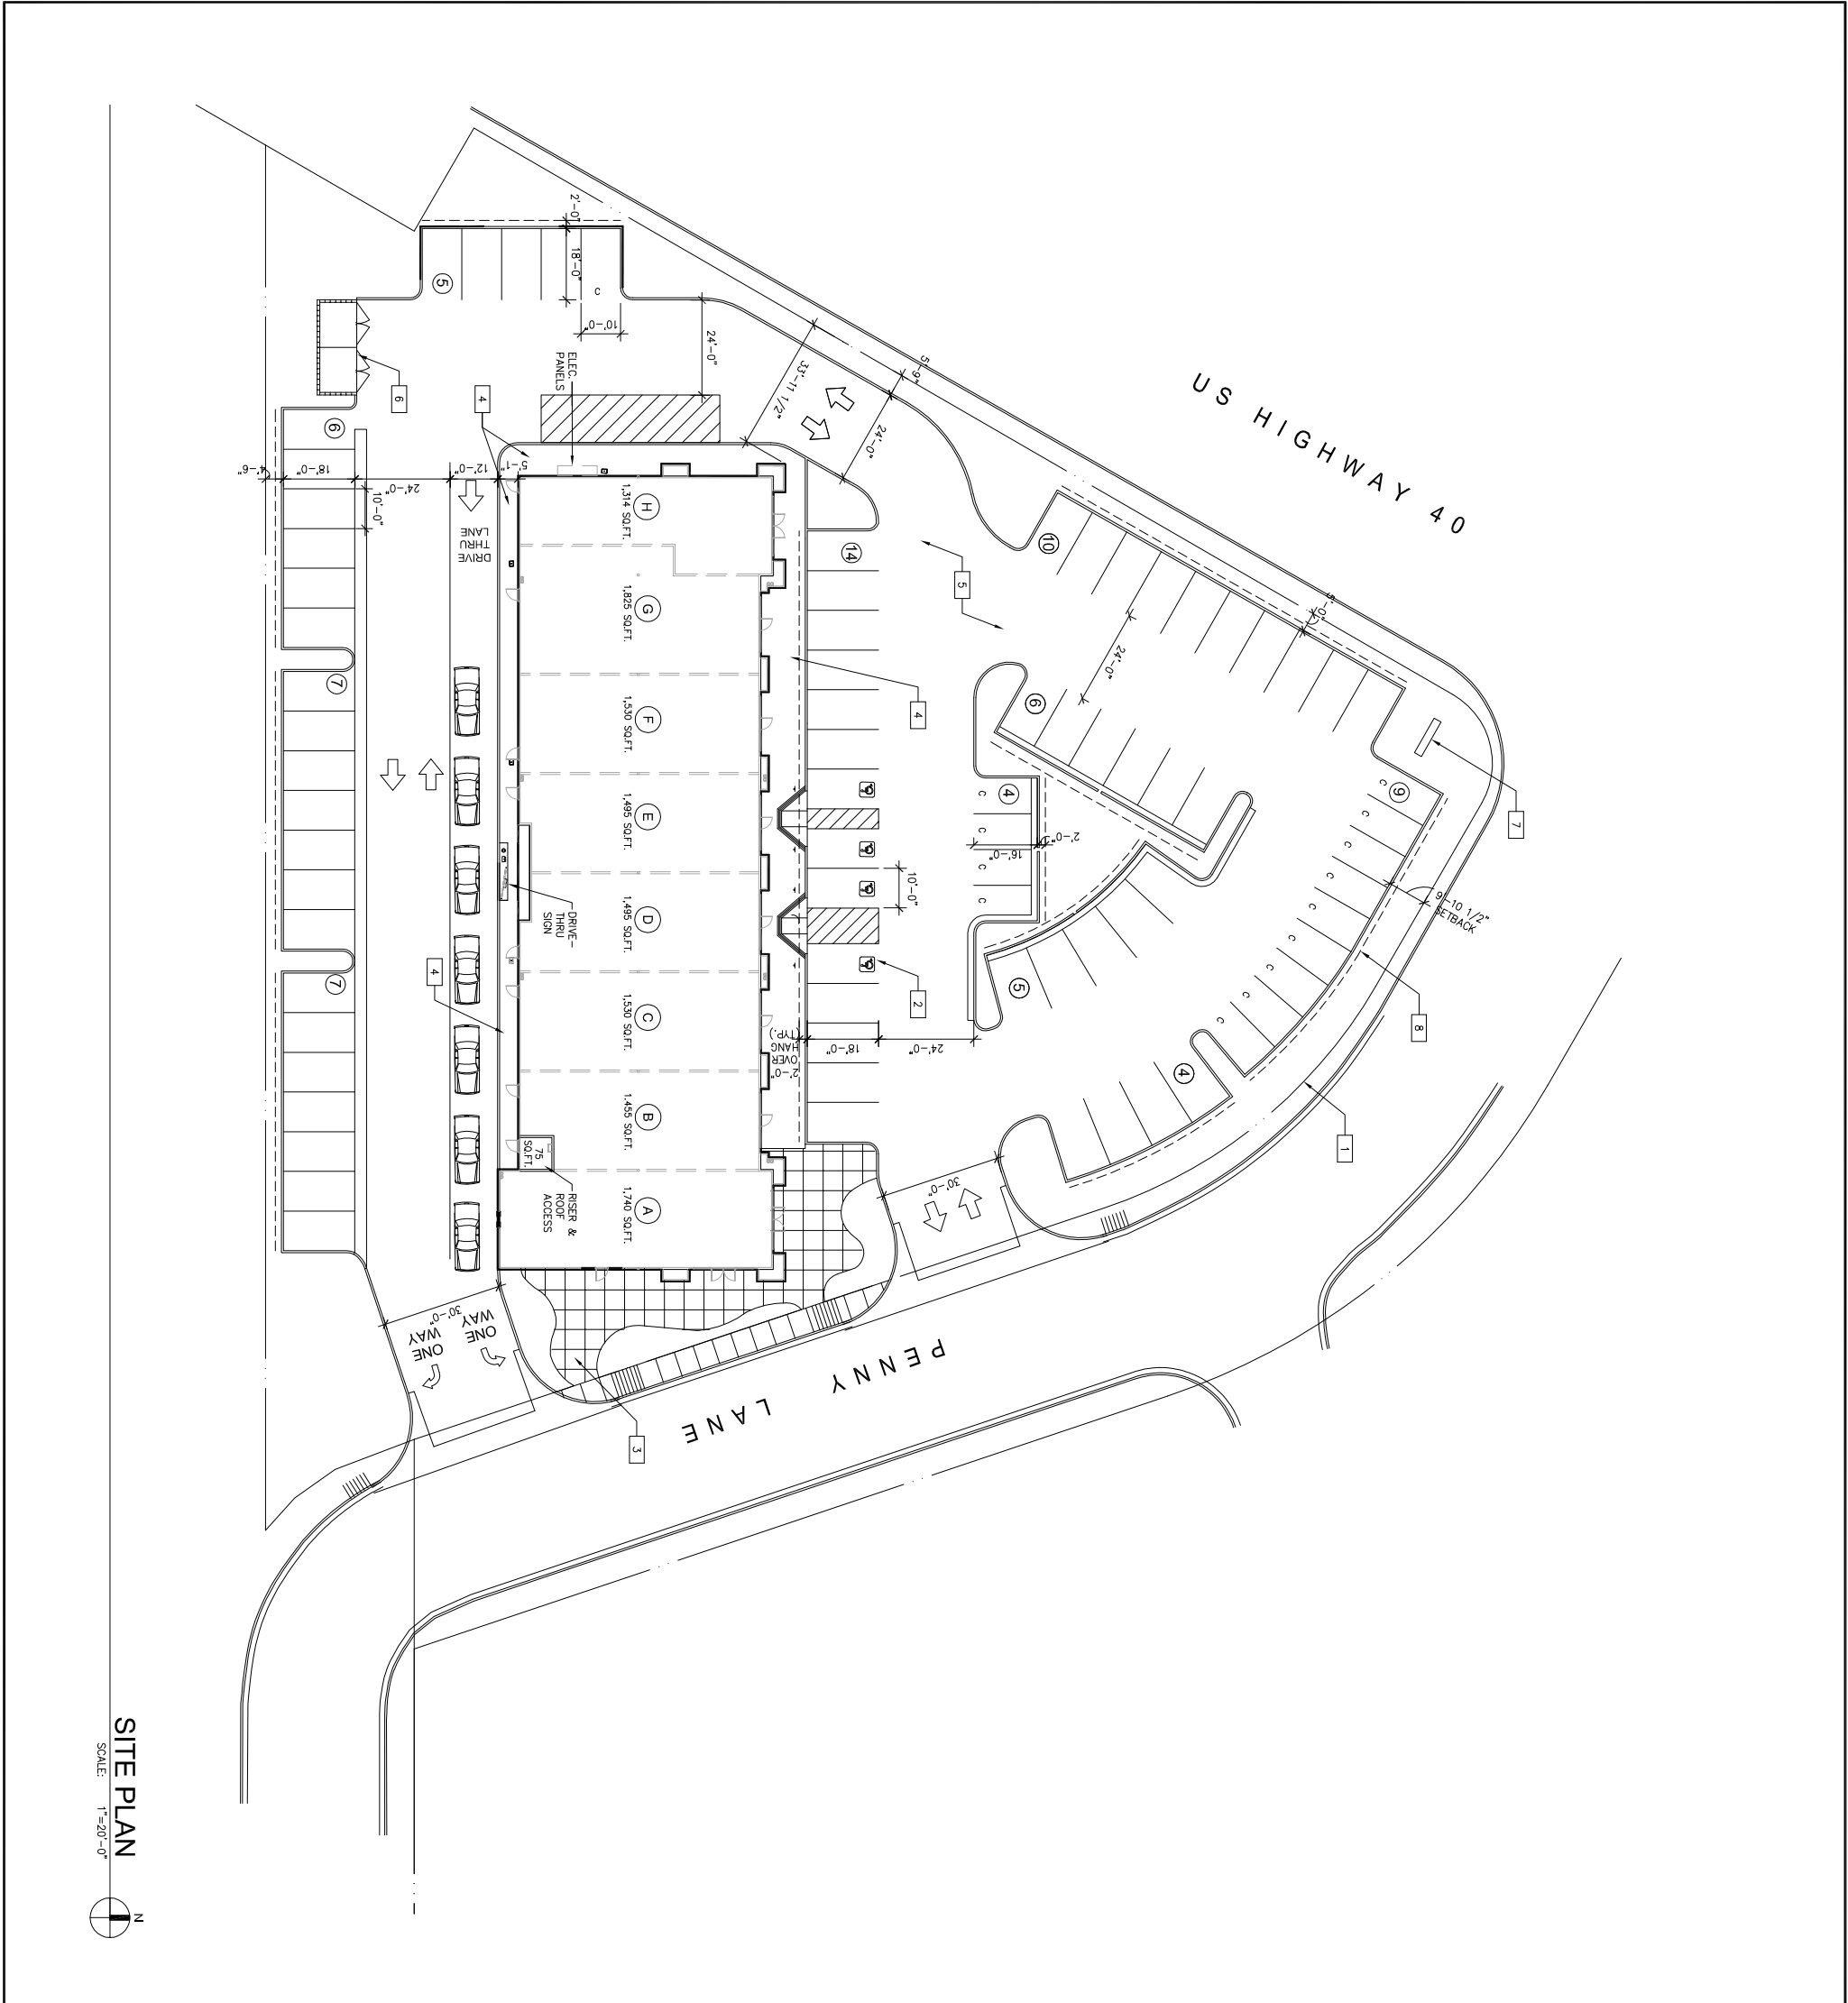 US HIGHWAY 40
PENNY LANE
2'-0"
18'-0"
C
10'-0"
24'-0"
5
ELEC.
PANELS
6
4
33'-11 1/2"
5'-9"
24'-0"
6
4'-6"
18'-0"
24'-0"
10'-0"
12'-0"
5'-1"
DRIVE
THRU
LANE
H
1,314 SQ.FT.
G
1,825 SQ.FT.
F
1,530 SQ.FT.
E
1,495 SQ.FT.
D
1,495 SQ.FT.
C
1,530 SQ.FT.
B
1,455 SQ.FT.
A
1,740 SQ.FT.
75
SQ.FT.
RISER &
ROOF
ACCESS
DRIVE-
THRU
SIGN
4
7
7
14
5
4
10
5'-0"
24'-0"
6
4
C
C
C
C
2'-0"
16'-0"
10'-0"
2
5
2'-0"
OVER
HANG
(TYP.)
18'-0"
24'-0"
7
9
C
C
C
C
C
C
C
9'-10 1/2"
SETBACK
8
4
1
30'-0"
30'-0"
ONE
WAY
ONE
WAY
3
SITE PLAN
SCALE: 1"=20'-0"
N